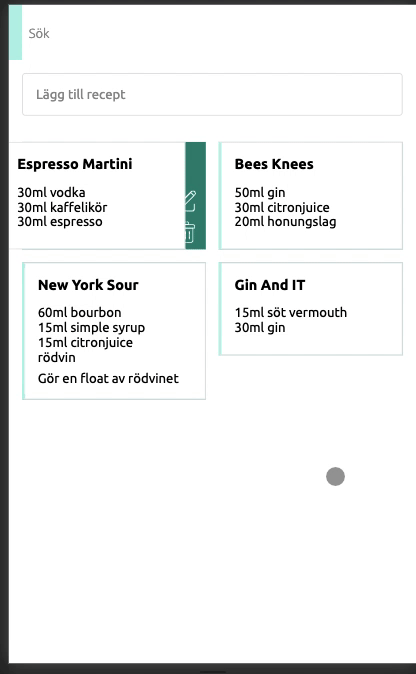 Sök
Lägg till recept
Espresso Martini
30ml vodka
30ml kaffelikör
30ml espresso
Bees Knees
50ml gin
30ml citronjuice
20ml honungslag
New York Sour
60ml bourbon
15ml simple syrup
15ml citronjuice
rödvin
Gör en float av rödvinet
Gin And IT
15ml söt vermouth
30ml gin